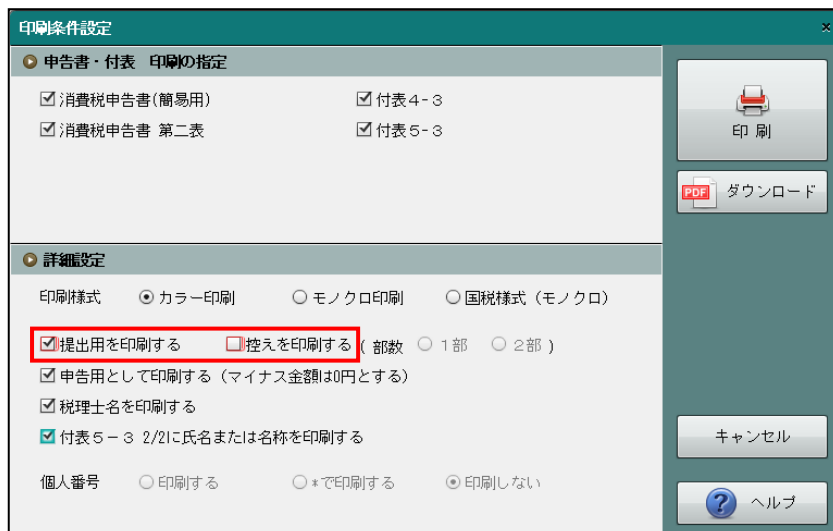 印刷条件設定 ×
申告書・付表 印刷の指定
消費税申告書(簡易用) 付表4-3
消費税申告書 第二表 付表5-3
印 刷
PDF ダウンロード
詳細設定
印刷様式 カラー印刷 モノクロ印刷 国税様式 (モノクロ)
提出用を印刷する 控えを印刷する ( 部数 1部 2部 )
申告用として印刷する (マイナス金額は0円とする)
税理士名を印刷する
付表5-3 2/2に氏名または名称を印刷する
キャンセル
個人番号 印刷する *で印刷する 印刷しない
? ヘルプ